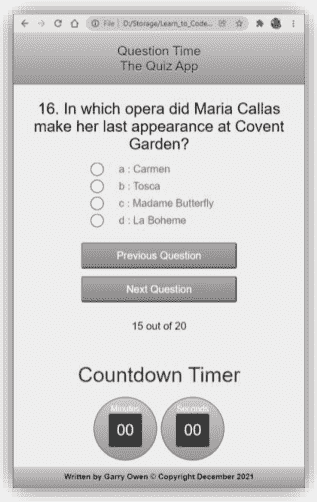 File | D:/Storage/Learn_to_Code...
Question Time
The Quiz App
16. In which opera did Maria Callas
make her last appearance at Covent
Garden?
a : Carmen
b : Tosca
c : Madame Butterfly
d : La Boheme
Previous Question
Next Question
15 out of 20
Countdown Timer
Minutes Seconds
00 00
Written by Garry Owen © Copyright December 2021